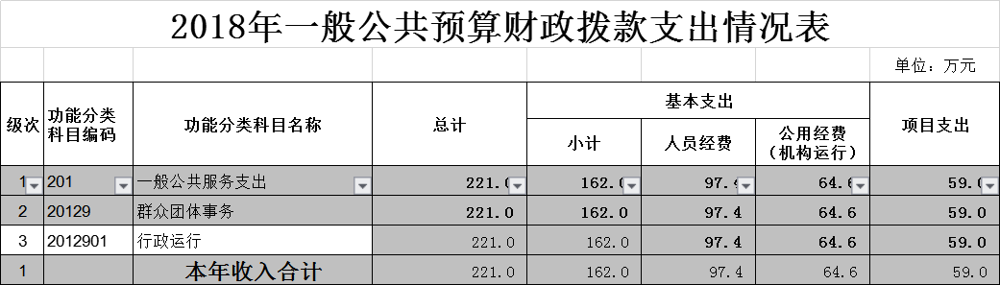 2018年一般公共预算财政拨款支出情况表
单位：万元
级次 功能分类科目编码 功能分类科目名称 总计 基本支出 项目支出
小计 人员经费 公用经费（机构运行）
1 201 一般公共服务支出 221.0 162.0 97.4 64.6 59.0
2 20129 群众团体事务 221.0 162.0 97.4 64.6 59.0
3 2012901 行政运行 221.0 162.0 97.4 64.6 59.0
1 本年收入合计 221.0 162.0 97.4 64.6 59.0